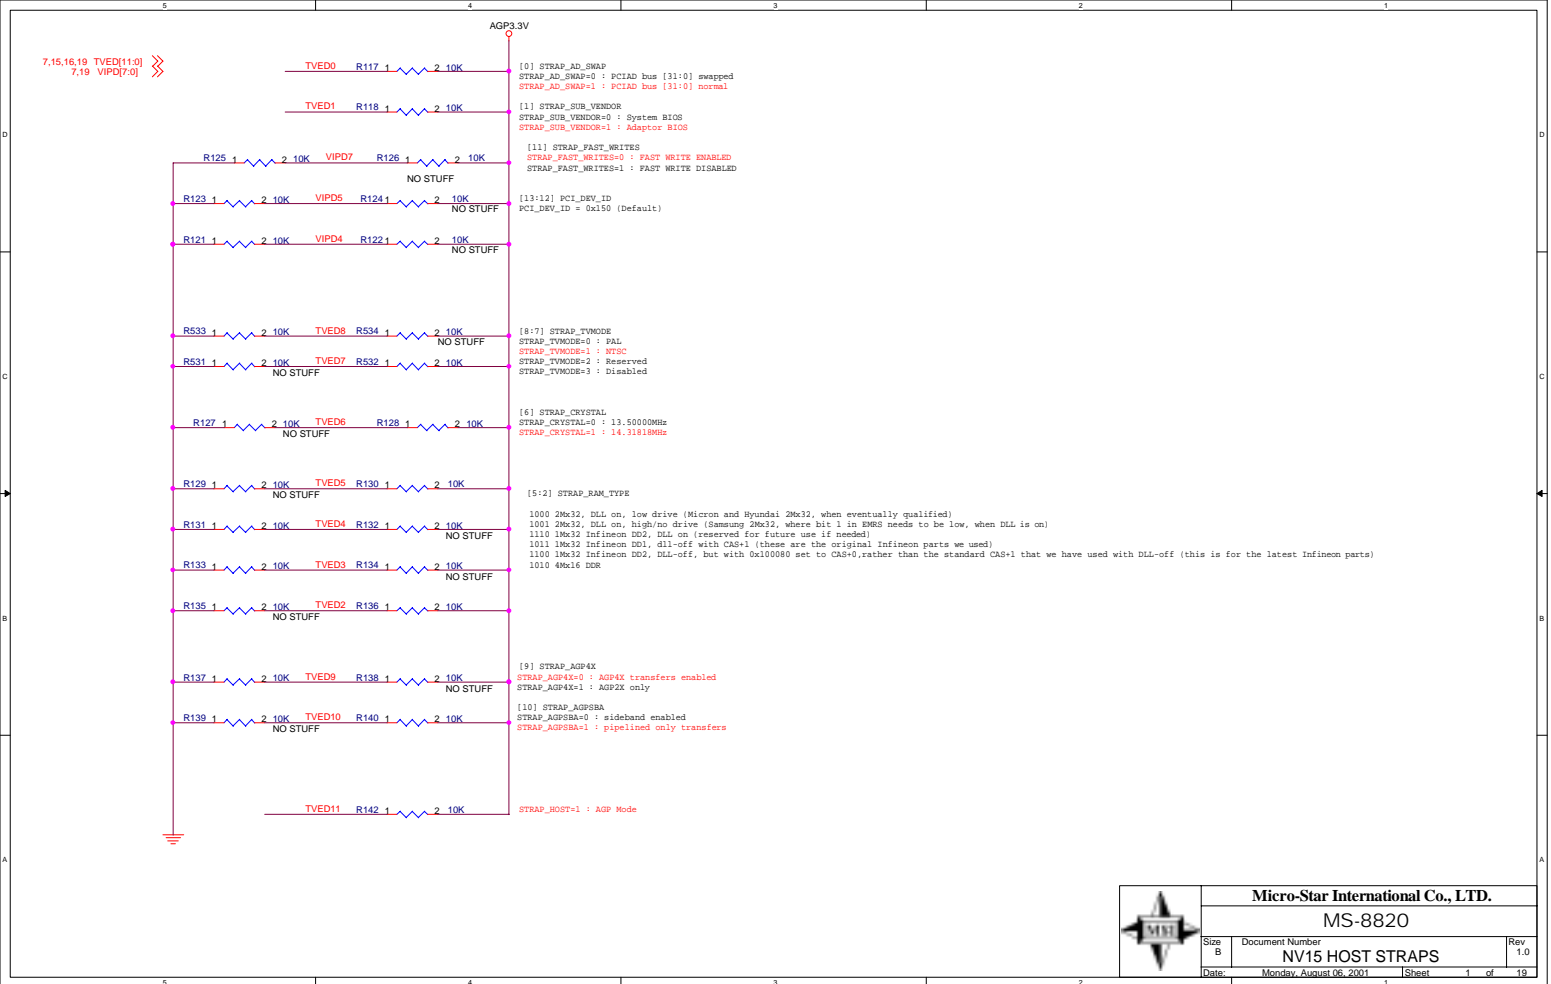 5 4 3 2 1
AGP3.3V
7,15,16,19 TVED[11:0]
7,19 VIPD[7:0]
TVED0 R117 1 2 10K
[0] STRAP_AD_SWAP
STRAP_AD_SWAP=0 : PCIAD bus [31:0] swapped
STRAP_AD_SWAP=1 : PCIAD bus [31:0] normal
TVED1 R118 1 2 10K
[1] STRAP_SUB_VENDOR
STRAP_SUB_VENDOR=0 : System BIOS
STRAP_SUB_VENDOR=1 : Adaptor BIOS
D D
R125 1 2 10K VIPD7 R126 1 2 10K
NO STUFF
[11] STRAP_FAST_WRITES
STRAP_FAST_WRITES=0 : FAST WRITE ENABLED
STRAP_FAST_WRITES=1 : FAST WRITE DISABLED
R123 1 2 10K VIPD5 R124 1 2 10K
NO STUFF
[13:12] PCI_DEV_ID
PCI_DEV_ID = 0x150 (Default)
R121 1 2 10K VIPD4 R122 1 2 10K
NO STUFF
R533 1 2 10K TVED8 R534 1 2 10K
NO STUFF
[8:7] STRAP_TVMODE
STRAP_TVMODE=0 : PAL
STRAP_TVMODE=1 : NTSC
STRAP_TVMODE=2 : Reserved
STRAP_TVMODE=3 : Disabled
R531 1 2 10K TVED7 R532 1 2 10K
NO STUFF
C C
R127 1 2 10K TVED6 R128 1 2 10K
NO STUFF
[6] STRAP_CRYSTAL
STRAP_CRYSTAL=0 : 13.50000MHz
STRAP_CRYSTAL=1 : 14.31818MHz
R129 1 2 10K TVED5 R130 1 2 10K
NO STUFF
[5:2] STRAP_RAM_TYPE
1000 2Mx32, DLL on, low drive (Micron and Hyundai 2Mx32, when eventually qualified)
1001 2Mx32, DLL on, high/no drive (Samsung 2Mx32, where bit 1 in EMRS needs to be low, when DLL is on)
1110 1Mx32 Infineon DD2, DLL on (reserved for future use if needed)
1011 1Mx32 Infineon DD1, dll-off with CAS+1 (these are the original Infineon parts we used)
1100 1Mx32 Infineon DD2, DLL-off, but with 0x100080 set to CAS+0,rather than the standard CAS+1 that we have used with DLL-off (this is for the latest Infineon parts)
1010 4Mx16 DDR
R131 1 2 10K TVED4 R132 1 2 10K
NO STUFF
R133 1 2 10K TVED3 R134 1 2 10K
NO STUFF
R135 1 2 10K TVED2 R136 1 2 10K
NO STUFF
B B
R137 1 2 10K TVED9 R138 1 2 10K
NO STUFF
[9] STRAP_AGP4X
STRAP_AGP4X=0 : AGP4X transfers enabled
STRAP_AGP4X=1 : AGP2X only
R139 1 2 10K TVED10 R140 1 2 10K
NO STUFF
[10] STRAP_AGPSBA
STRAP_AGPSBA=0 : sideband enabled
STRAP_AGPSBA=1 : pipelined only transfers
TVED11 R142 1 2 10K
STRAP_HOST=1 : AGP Mode
A A
MSI
Micro-Star International Co., LTD.
MS-8820
Size B
Document Number
NV15 HOST STRAPS
Rev 1.0
Date: Monday, August 06, 2001 Sheet 1 of 19
5 4 3 2 1